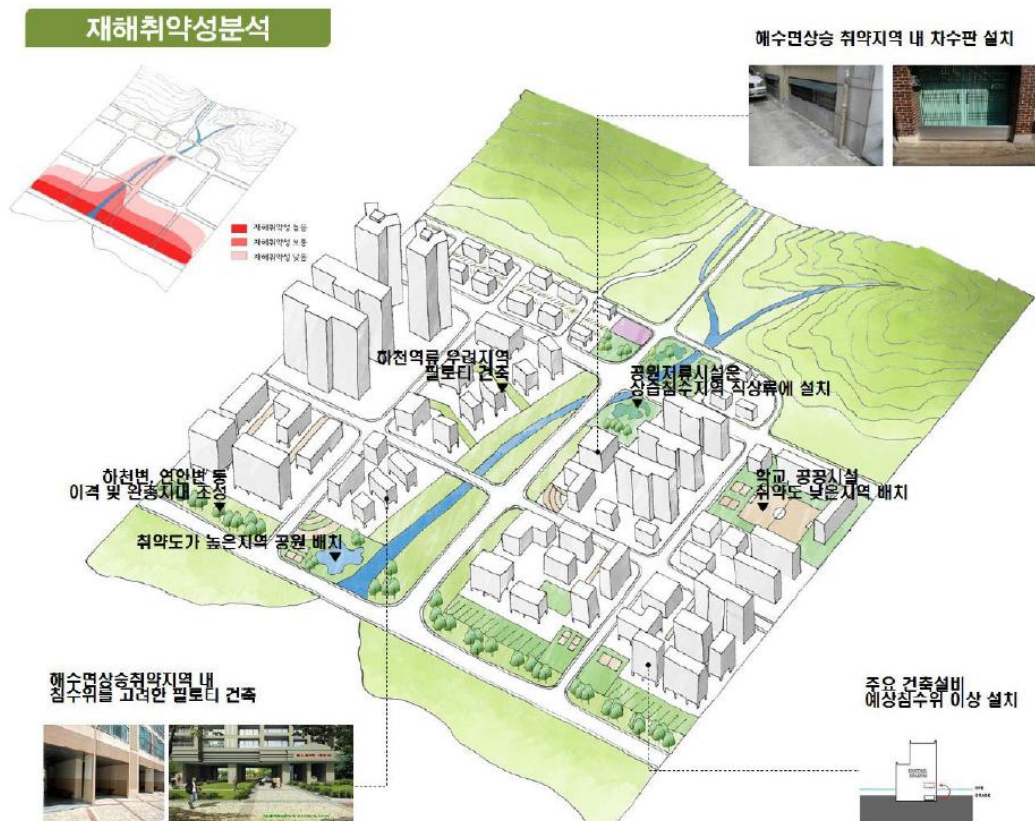 재해취약성분석
해수면상승 취약지역 내 차수판 설치
재해취약성 높음
재해취약성 보통
재해취약성 낮음
하천역류 우려지역
필로티 건축
공원저류시설은
상습침수지역 직상류에 설치
하천변, 연안변 등
이격 및 완충지대 조성
학교, 공공시설
취약도 낮은지역 배치
취약도가 높은지역 공원 배치
해수면상승취약지역 내
침수위를 고려한 필로티 건축
주요 건축설비
예상침수위 이상 설치